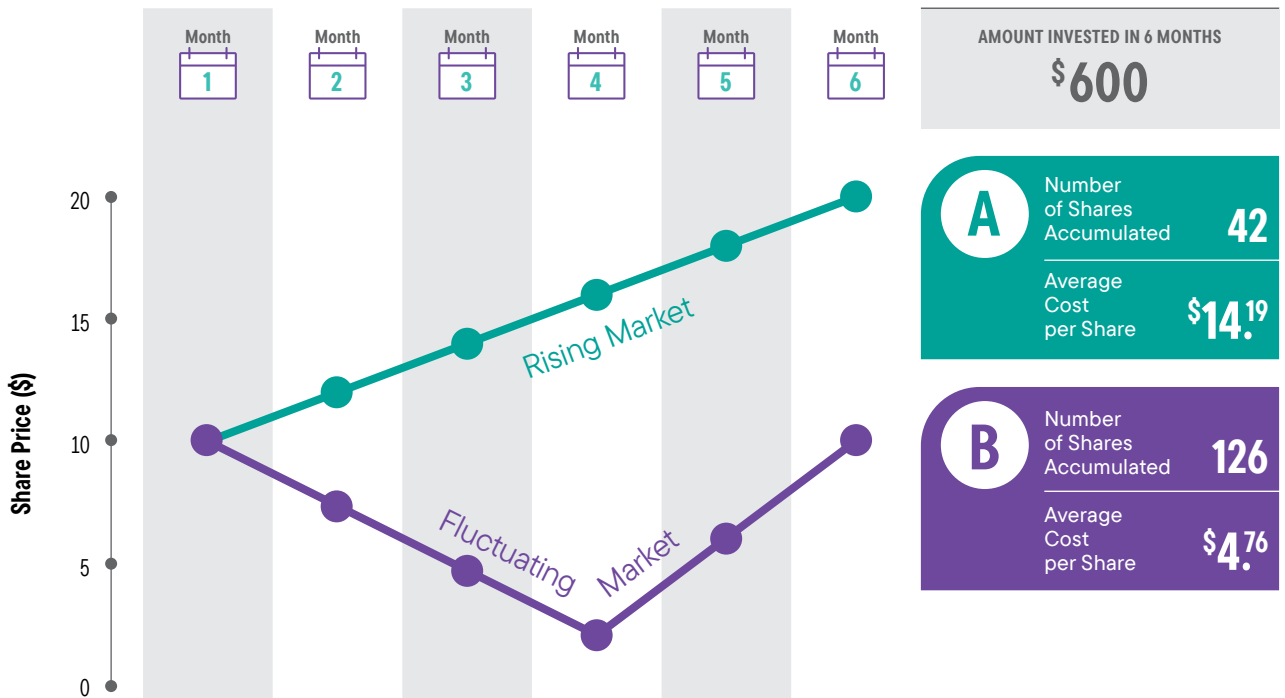 Month
1
Month
2
Month
3
Month
4
Month
5
Month
6
AMOUNT INVESTED IN 6 MONTHS
$600
Share Price ($)
20
15
10
5
0
Rising Market
Fluctuating Market
A
Number
of Shares
Accumulated
42
Average
Cost
per Share
$14.19
B
Number
of Shares
Accumulated
126
Average
Cost
per Share
$4.76